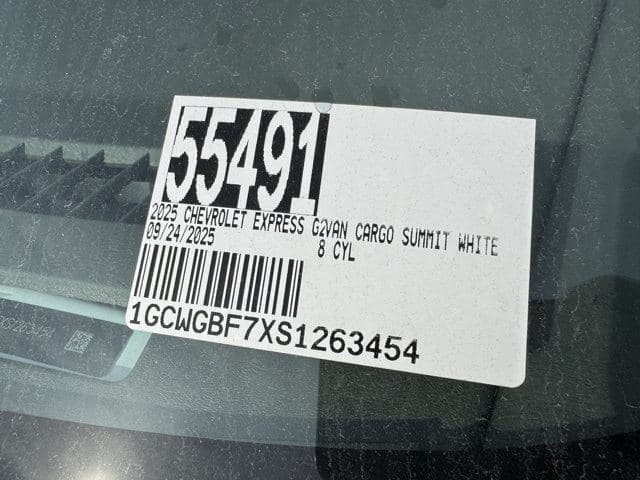 55491
2025 CHEVROLET EXPRESS G2VAN CARGO SUMMIT WHITE
09/24/2025 8 CYL
1GCWGBF7XS1263454